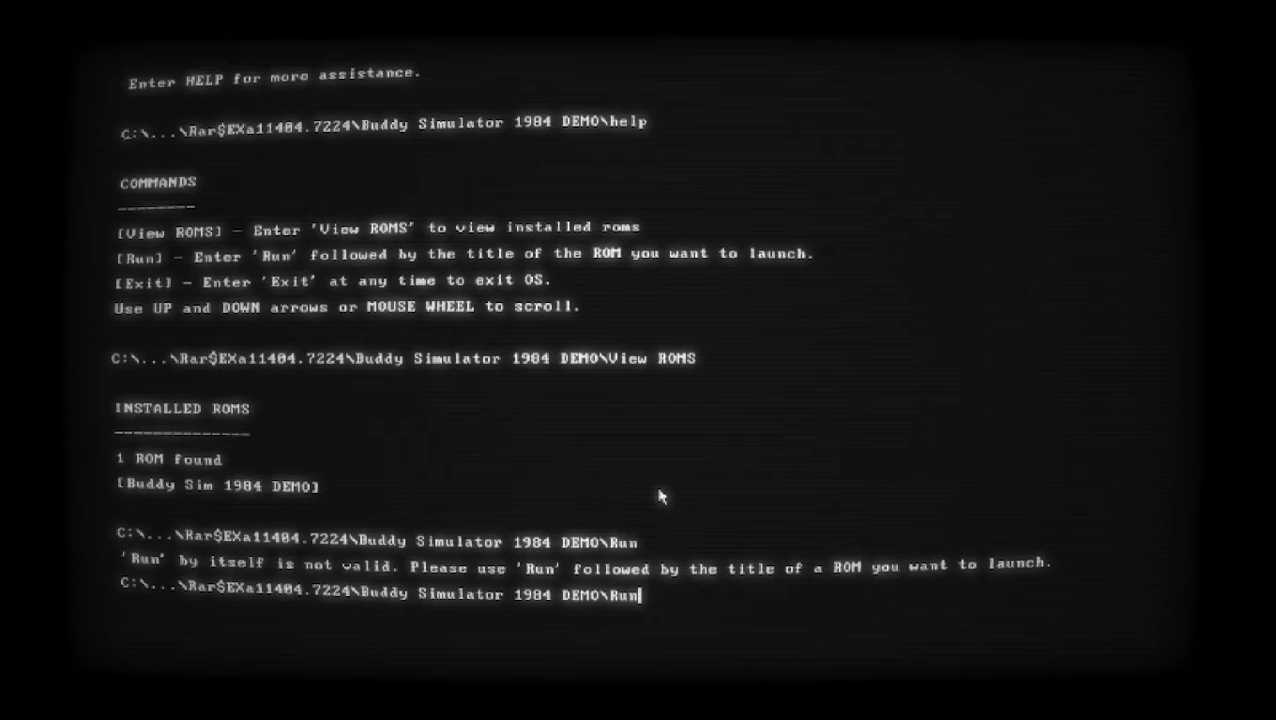 Enter HELP for more assistance.
C:\...\Rar$EXa11404.7224\Buddy Simulator 1984 DEMO\help
COMMANDS
--------
[View ROMS] - Enter 'View ROMS' to view installed roms
[Run] - Enter 'Run' followed by the title of the ROM you want to launch.
[Exit] - Enter 'Exit' at any time to exit OS.
Use UP and DOWN arrows or MOUSE WHEEL to scroll.
C:\...\Rar$EXa11404.7224\Buddy Simulator 1984 DEMO\View ROMS
INSTALLED ROMS
--------------
1 ROM found
[Buddy Sim 1984 DEMO]
C:\...\Rar$EXa11404.7224\Buddy Simulator 1984 DEMO\Run
'Run' by itself is not valid. Please use 'Run' followed by the title of a ROM you want to launch.
C:\...\Rar$EXa11404.7224\Buddy Simulator 1984 DEMO\Run